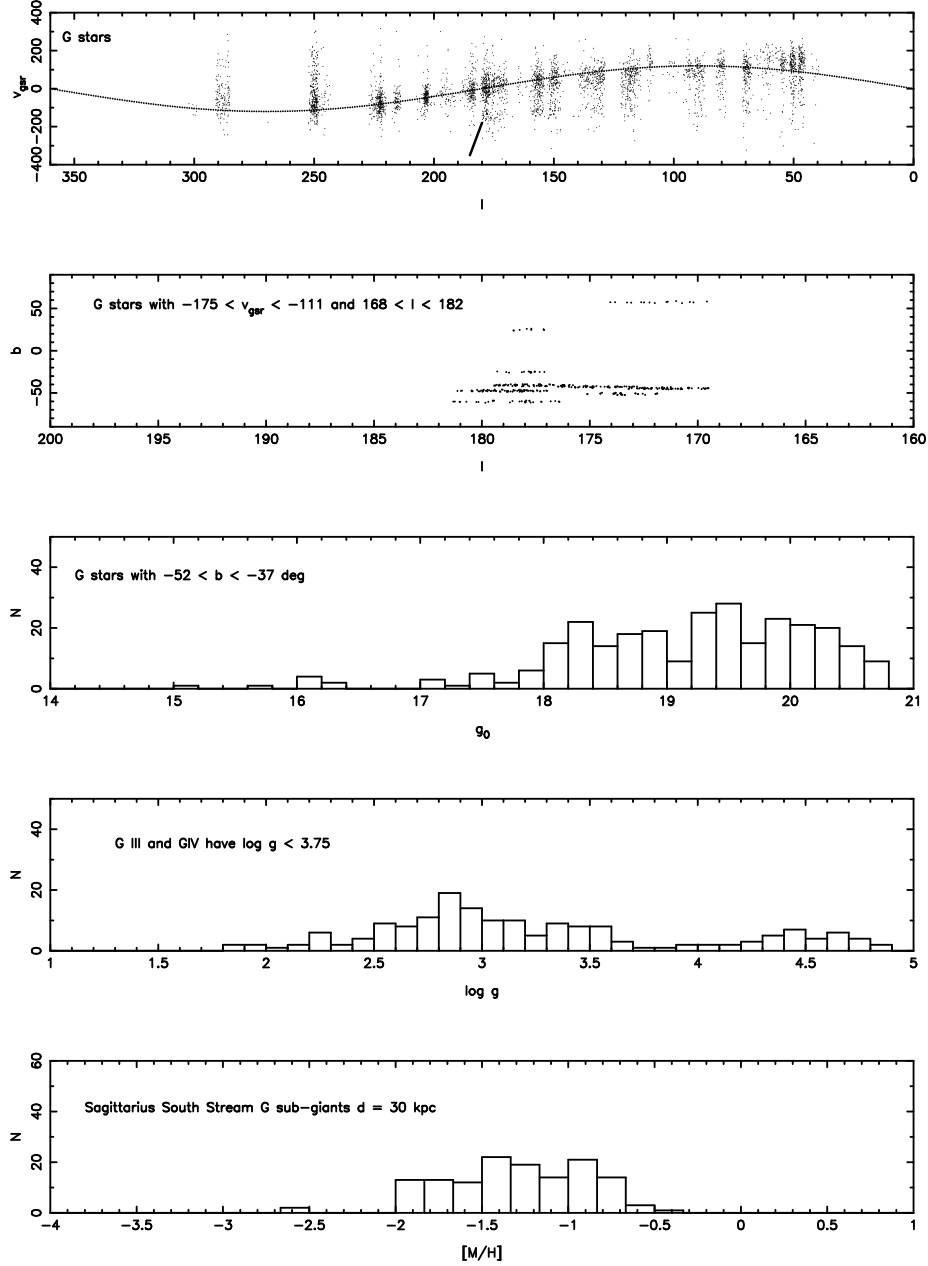 400
200
0
−200
−400
v_gsr
G stars
350 300 250 200 150 100 50 0
l
50
0
−50
b
G stars with −175 < v_gsr < −111 and 168 < l < 182
200 195 190 185 180 175 170 165 160
l
40
20
0
N
G stars with −52 < b < −37 deg
14 15 16 17 18 19 20 21
g_0
40
20
0
N
G III and GIV have log g < 3.75
1 1.5 2 2.5 3 3.5 4 4.5 5
log g
60
40
20
0
N
Sagittarius South Stream G sub-giants d = 30 kpc
−4 −3.5 −3 −2.5 −2 −1.5 −1 −0.5 0 0.5 1
[M/H]